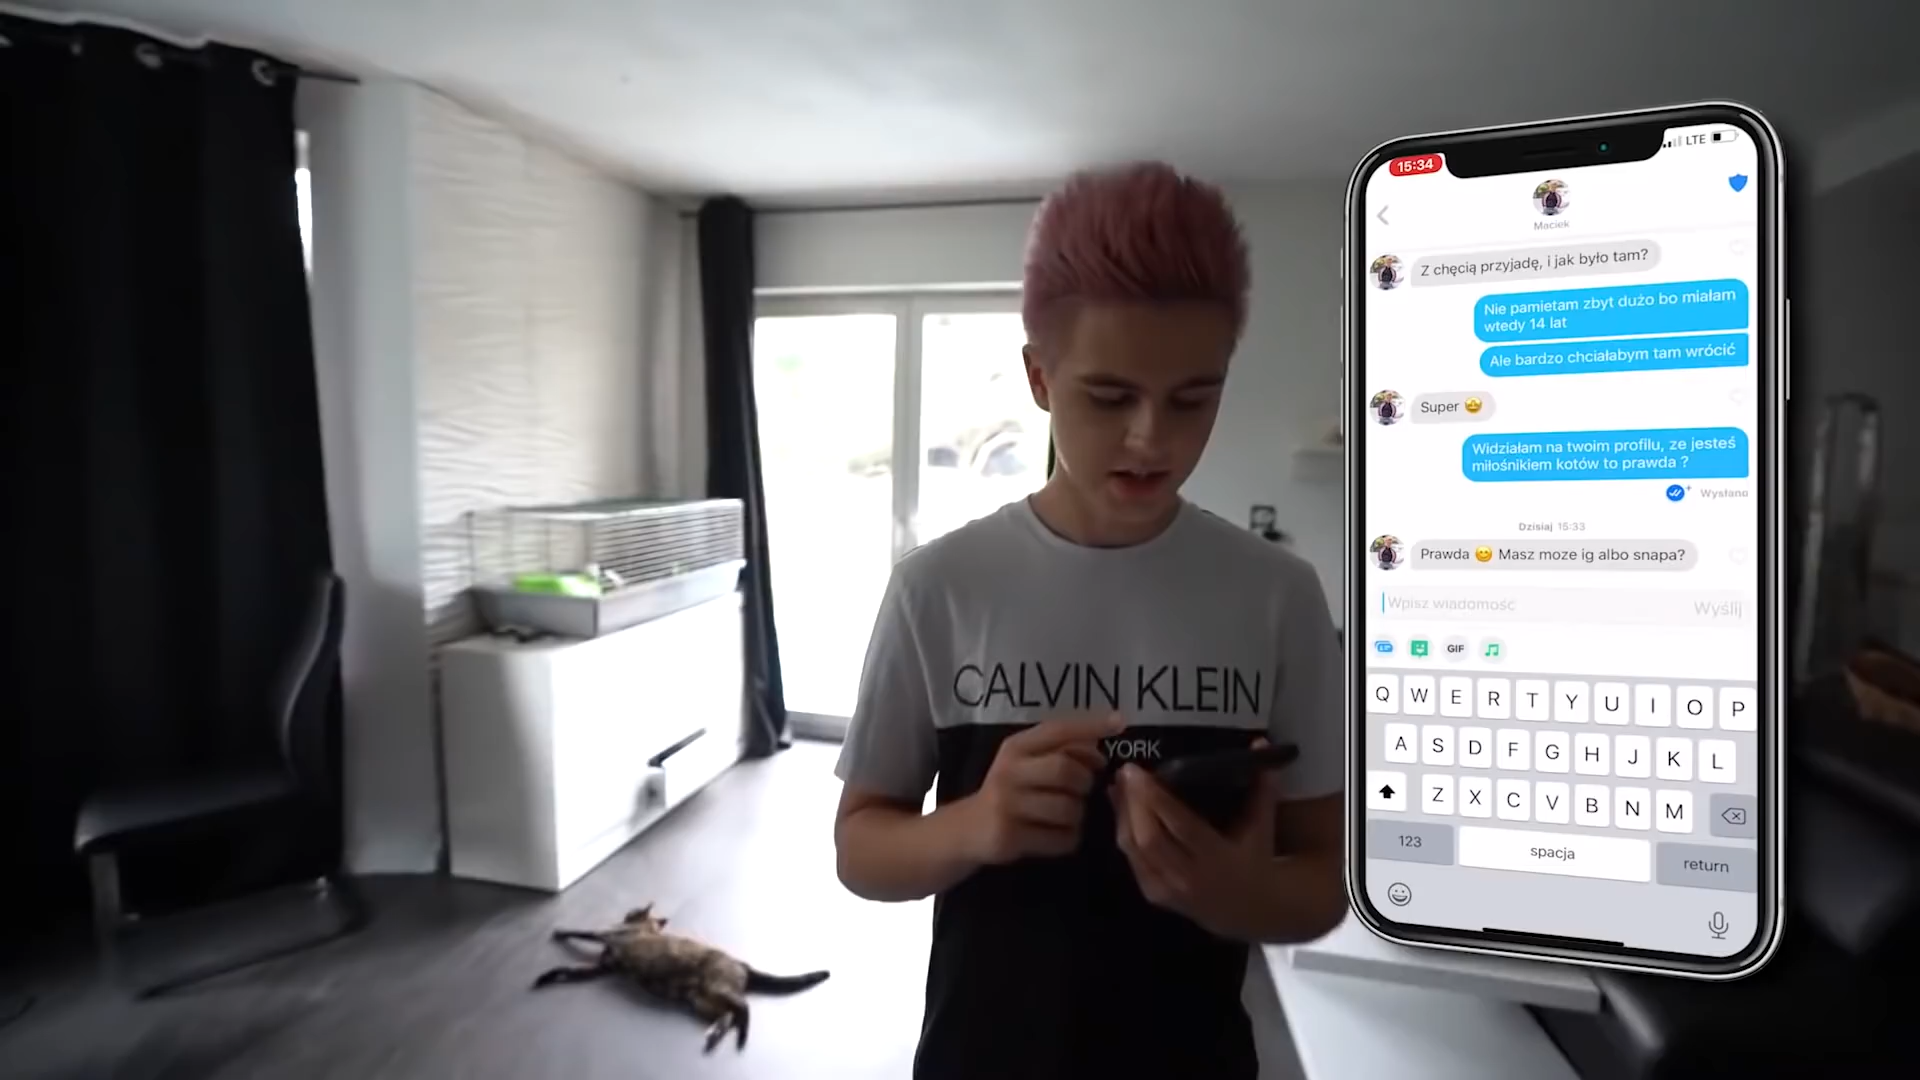 CALVIN KLEIN
YORK
15:34
LTE
Maciek
Z chęcią przyjadę, i jak było tam?
Nie pamietam zbyt dużo bo miałam
wtedy 14 lat
Ale bardzo chciałabym tam wrócić
Super
Widziałam na twoim profilu, ze jesteś
miłośnikiem kotów to prawda ?
Wysłano
Dzisiaj 15:33
Prawda 😊 Masz moze ig albo snapa?
Wpisz wiadomość
Wyślij
GIF
Q W E R T Y U I O P
A S D F G H J K L
Z X C V B N M
123
spacja
return